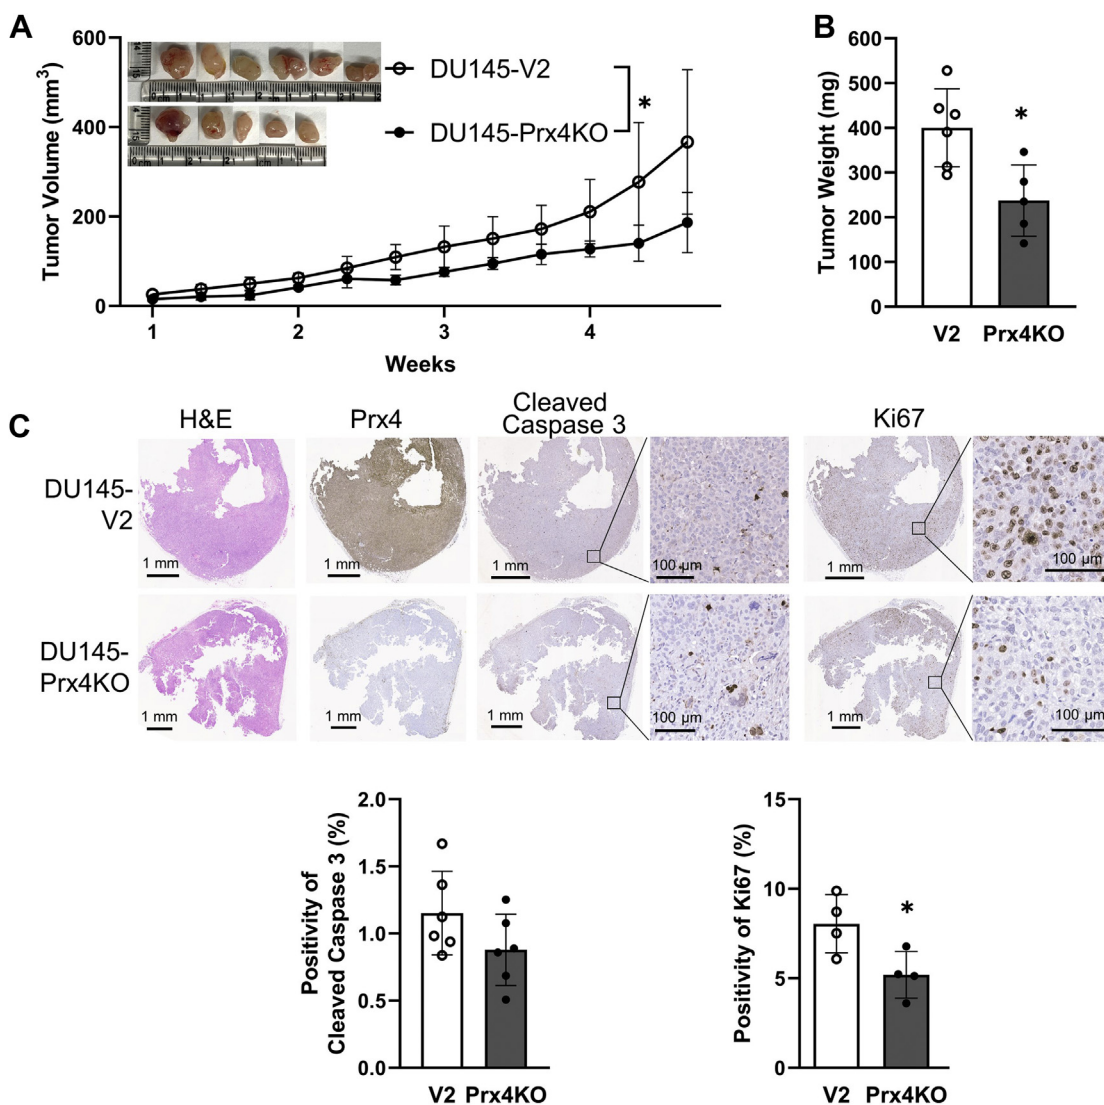 A
600
400
200
0
Tumor Volume (mm³)
DU145-V2
DU145-Prx4KO
*
1
2
3
4
Weeks
B
600
500
400
300
200
100
0
Tumor Weight (mg)
*
V2
Prx4KO
C
H&E
Prx4
Cleaved
Caspase 3
Ki67
DU145-
V2
1 mm
1 mm
1 mm
100 µm
1 mm
100 µm
DU145-
Prx4KO
1 mm
1 mm
1 mm
100 µm
1 mm
100 µm
2.0
1.5
1.0
0.5
0.0
Positivity of
Cleaved Caspase 3 (%)
V2
Prx4KO
15
10
5
0
Positivity of Ki67 (%)
*
V2
Prx4KO